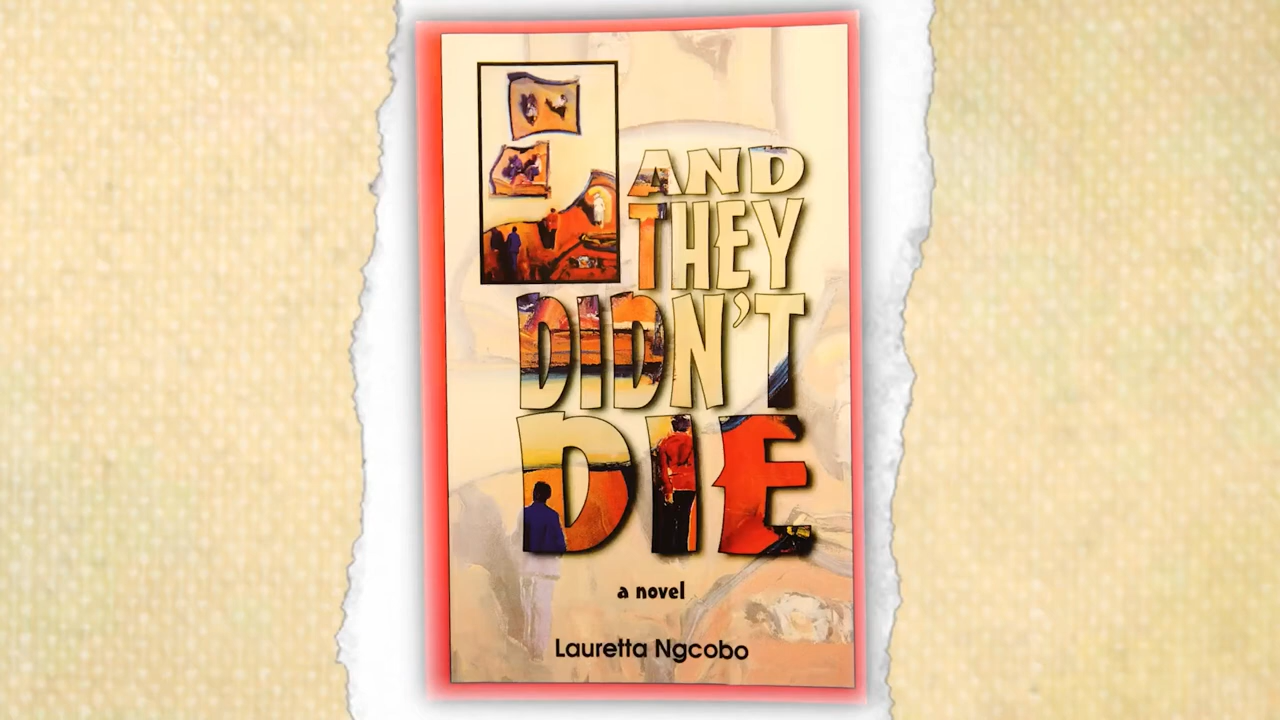 AND
THEY
DIDN'T
DIE
a novel
Lauretta Ngcobo